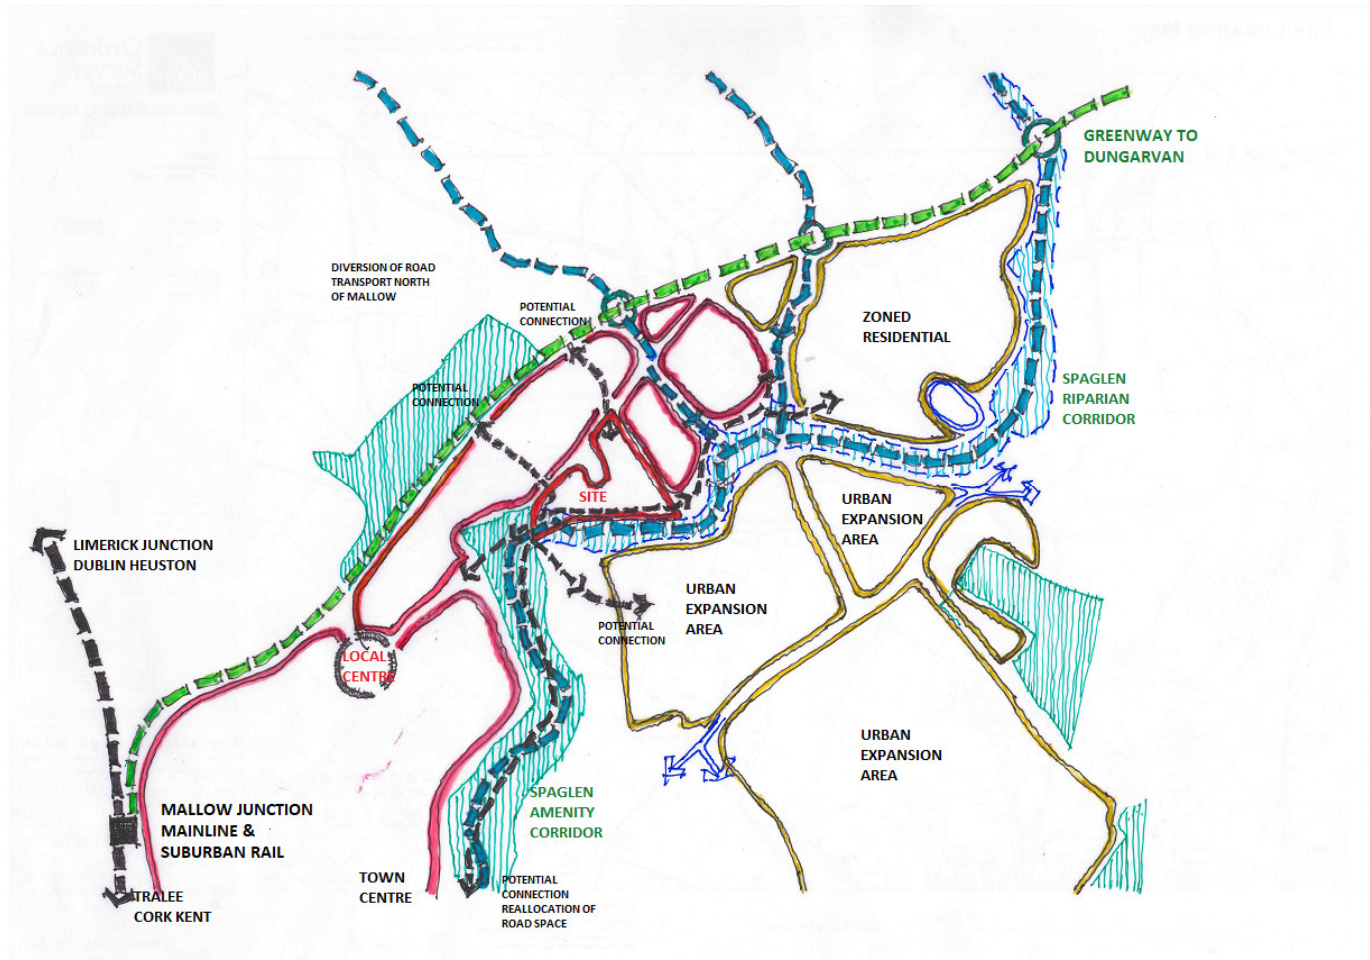 GREENWAY TO
DUNGARVAN
DIVERSION OF ROAD
TRANSPORT NORTH
OF MALLOW
POTENTIAL
CONNECTION
ZONED
RESIDENTIAL
POTENTIAL
CONNECTION
SPAGLEN
RIPARIAN
CORRIDOR
SITE
URBAN
EXPANSION
AREA
LIMERICK JUNCTION
DUBLIN HEUSTON
URBAN
EXPANSION
AREA
POTENTIAL
CONNECTION
LOCAL
CENTRE
URBAN
EXPANSION
AREA
SPAGLEN
AMENITY
CORRIDOR
MALLOW JUNCTION
MAINLINE &
SUBURBAN RAIL
TOWN
CENTRE
POTENTIAL
CONNECTION
REALLOCATION OF
ROAD SPACE
TRALEE
CORK KENT